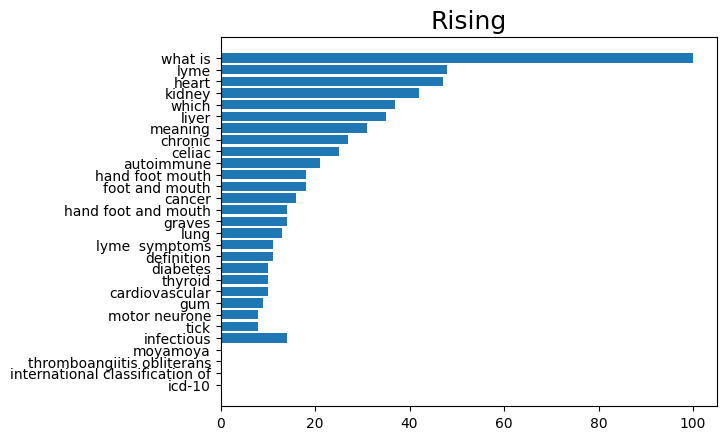 Rising
what is
lyme
heart
kidney
which
liver
meaning
chronic
celiac
autoimmune
hand foot mouth
foot and mouth
cancer
hand foot and mouth
graves
lung
lyme  symptoms
definition
diabetes
thyroid
cardiovascular
gum
motor neurone
tick
infectious
moyamoya
thromboangiitis obliterans
international classification of
icd-10
0 20 40 60 80 100